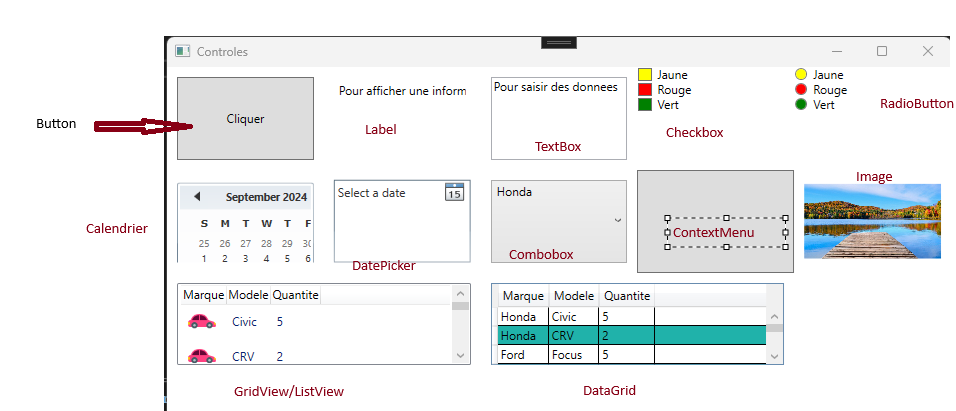 Controles
Button
Cliquer
Pour afficher une inform
Label
Pour saisir des donnees
TextBox
Jaune
Rouge
Vert
Checkbox
Jaune
Rouge
Vert
RadioButton
Calendrier
September 2024
S M T W T F
25 26 27 28 29 30
1 2 3 4 5 6
Select a date
15
DatePicker
Honda
Combobox
ContextMenu
Image
Marque Modele Quantite
Civic 5
CRV 2
GridView/ListView
Marque Modele Quantite
Honda Civic 5
Honda CRV 2
Ford Focus 5
DataGrid